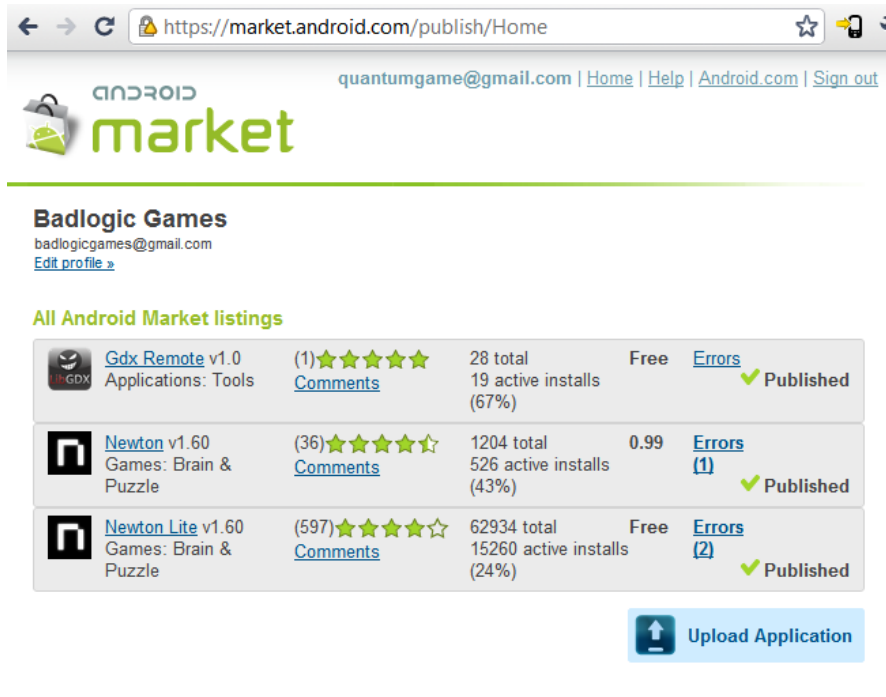 https://market.android.com/publish/Home
quantumgame@gmail.com | Home | Help | Android.com | Sign out
android
market
Badlogic Games
badlogicgames@gmail.com
Edit profile »
All Android Market listings
LibGDX
Gdx Remote v1.0
Applications: Tools
(1)
Comments
28 total
19 active installs
(67%)
Free
Errors
Published
n
Newton v1.60
Games: Brain &
Puzzle
(36)
Comments
1204 total
526 active installs
(43%)
0.99
Errors
(1)
Published
n
Newton Lite v1.60
Games: Brain &
Puzzle
(597)
Comments
62934 total
15260 active installs
(24%)
Free
Errors
(2)
Published
Upload Application